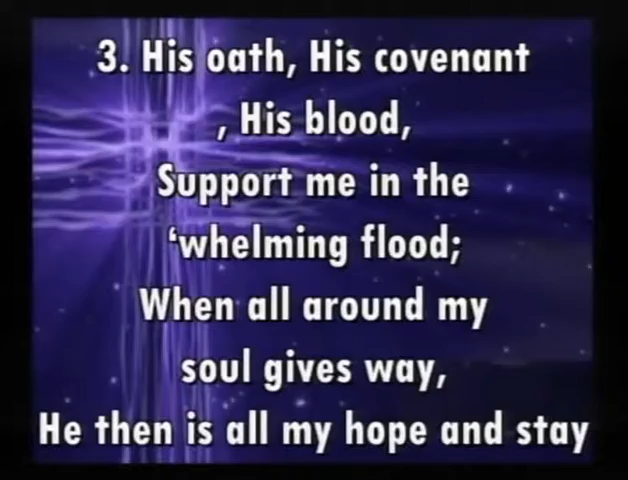 3. His oath, His covenant
, His blood,
Support me in the
‘whelming flood;
When all around my
soul gives way,
He then is all my hope and stay